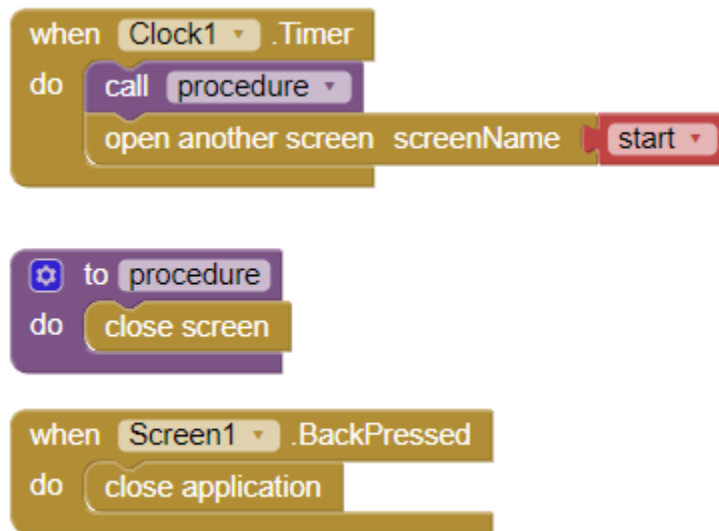 when Clock1 .Timer
do call procedure
open another screen screenName start
to procedure
do close screen
when Screen1 .BackPressed
do close application